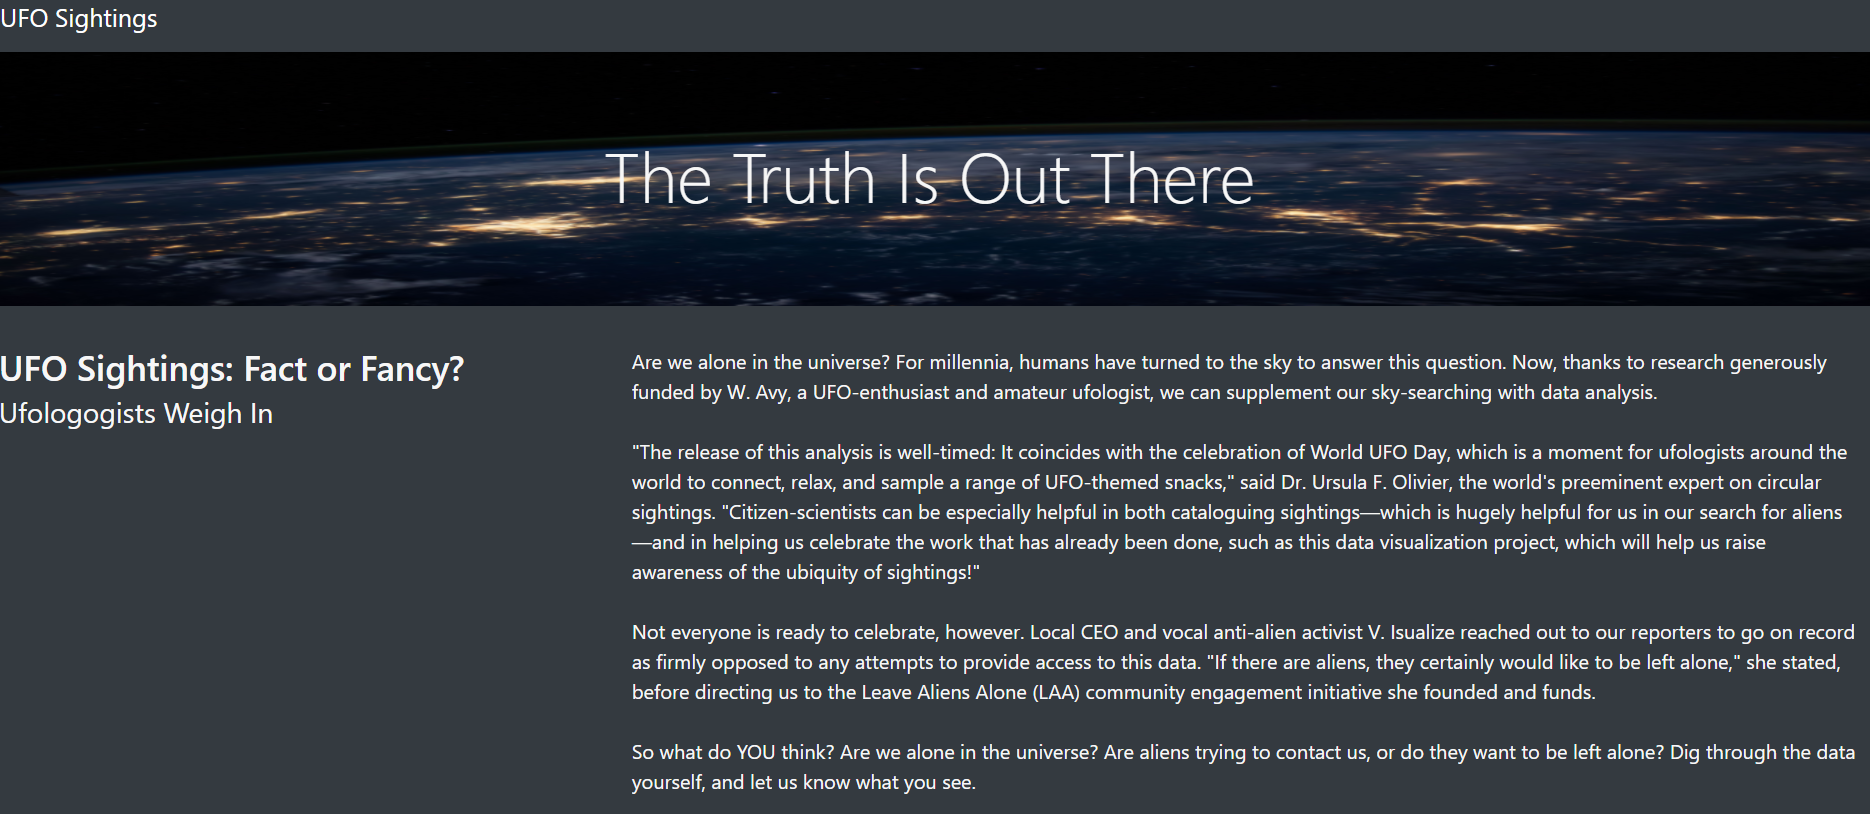 UFO Sightings
The Truth Is Out There
UFO Sightings: Fact or Fancy?
Ufologogists Weigh In
Are we alone in the universe? For millennia, humans have turned to the sky to answer this question. Now, thanks to research generously
funded by W. Avy, a UFO-enthusiast and amateur ufologist, we can supplement our sky-searching with data analysis.
"The release of this analysis is well-timed: It coincides with the celebration of World UFO Day, which is a moment for ufologists around the
world to connect, relax, and sample a range of UFO-themed snacks," said Dr. Ursula F. Olivier, the world's preeminent expert on circular
sightings. "Citizen-scientists can be especially helpful in both cataloguing sightings—which is hugely helpful for us in our search for aliens
—and in helping us celebrate the work that has already been done, such as this data visualization project, which will help us raise
awareness of the ubiquity of sightings!"
Not everyone is ready to celebrate, however. Local CEO and vocal anti-alien activist V. Isualize reached out to our reporters to go on record
as firmly opposed to any attempts to provide access to this data. "If there are aliens, they certainly would like to be left alone," she stated,
before directing us to the Leave Aliens Alone (LAA) community engagement initiative she founded and funds.
So what do YOU think? Are we alone in the universe? Are aliens trying to contact us, or do they want to be left alone? Dig through the data
yourself, and let us know what you see.